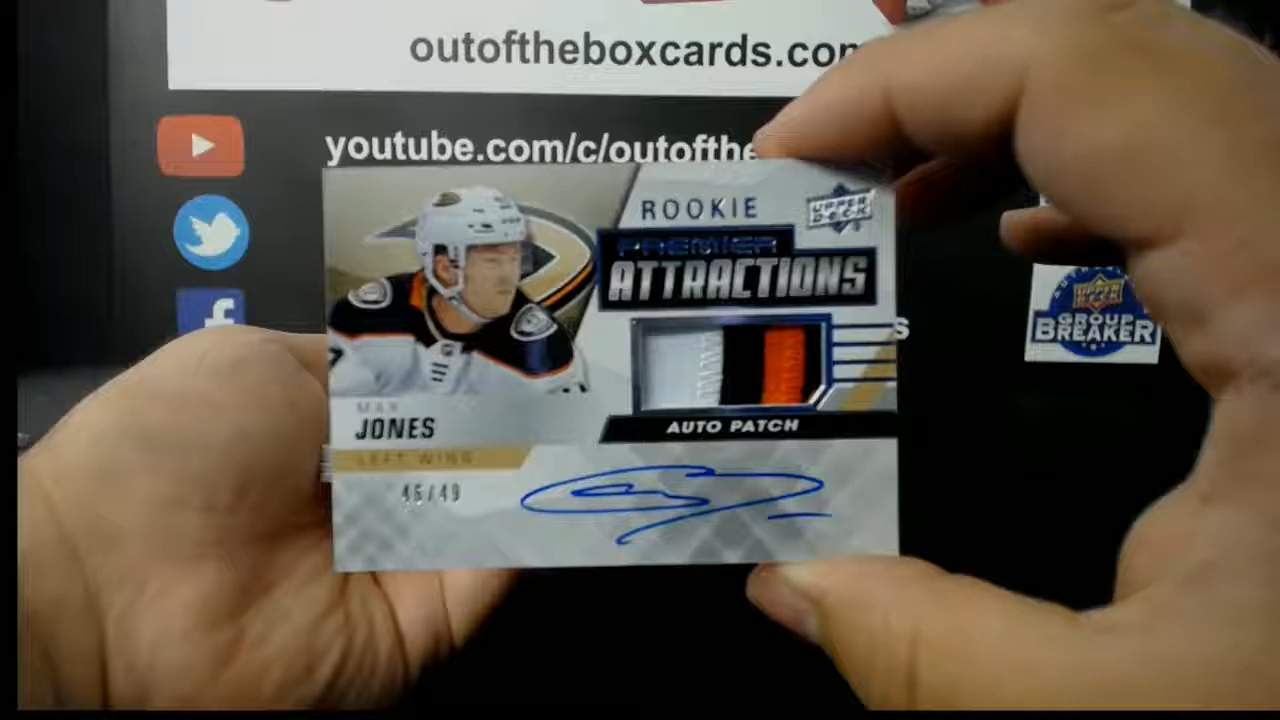 outoftheboxcards.com
youtube.com/c/outofthe
ROOKIE
UPPER DECK
PREMIER
ATTRACTIONS
s
AUTO PATCH
MAX
JONES
LEFT WING
46/49
UPPER
GROUP
BREAKER